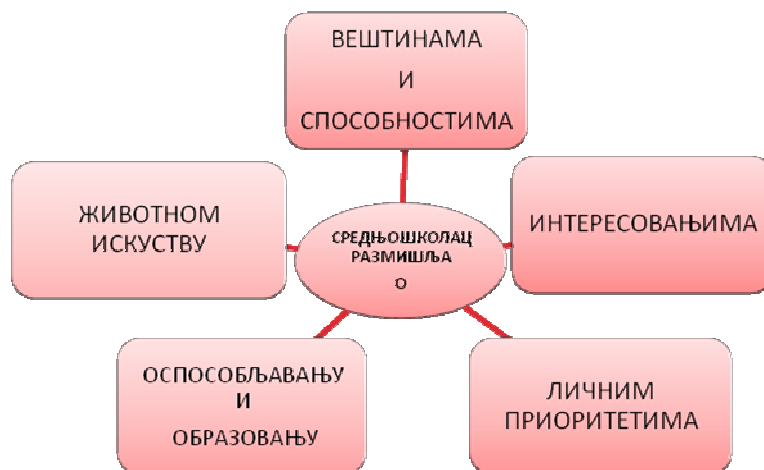 ВЕШТИНАМА
И
СПОСОБНОСТИМА
ЖИВОТНОМ
ИСКУСТВУ
СРЕДЊОШКОЛАЦ
РАЗМИШЉА
О
ИНТЕРЕСОВАЊИМА
ОСПОСОБЉАВАЊУ
И
ОБРАЗОВАЊУ
ЛИЧНИМ
ПРИОРИТЕТИМА